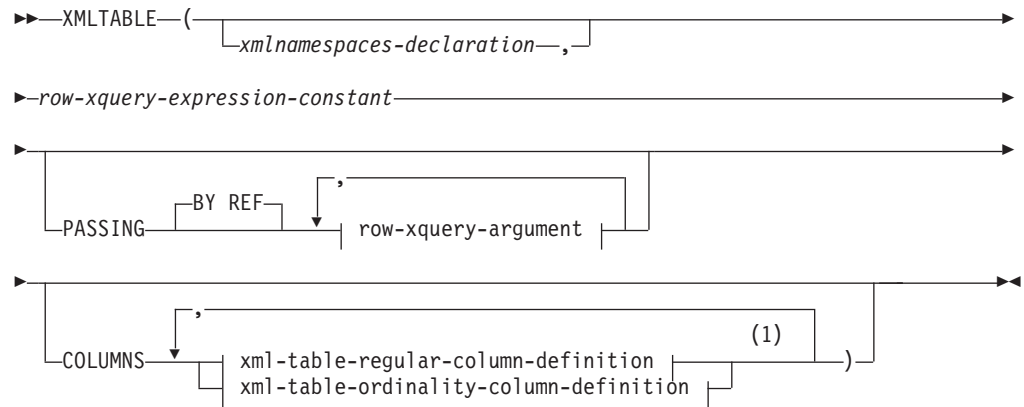 XMLTABLE (
xmlnamespaces-declaration ,
row-xquery-expression-constant
,
BY REF
PASSING row-xquery-argument
,
(1)
COLUMNS xml-table-regular-column-definition )
xml-table-ordinality-column-definition